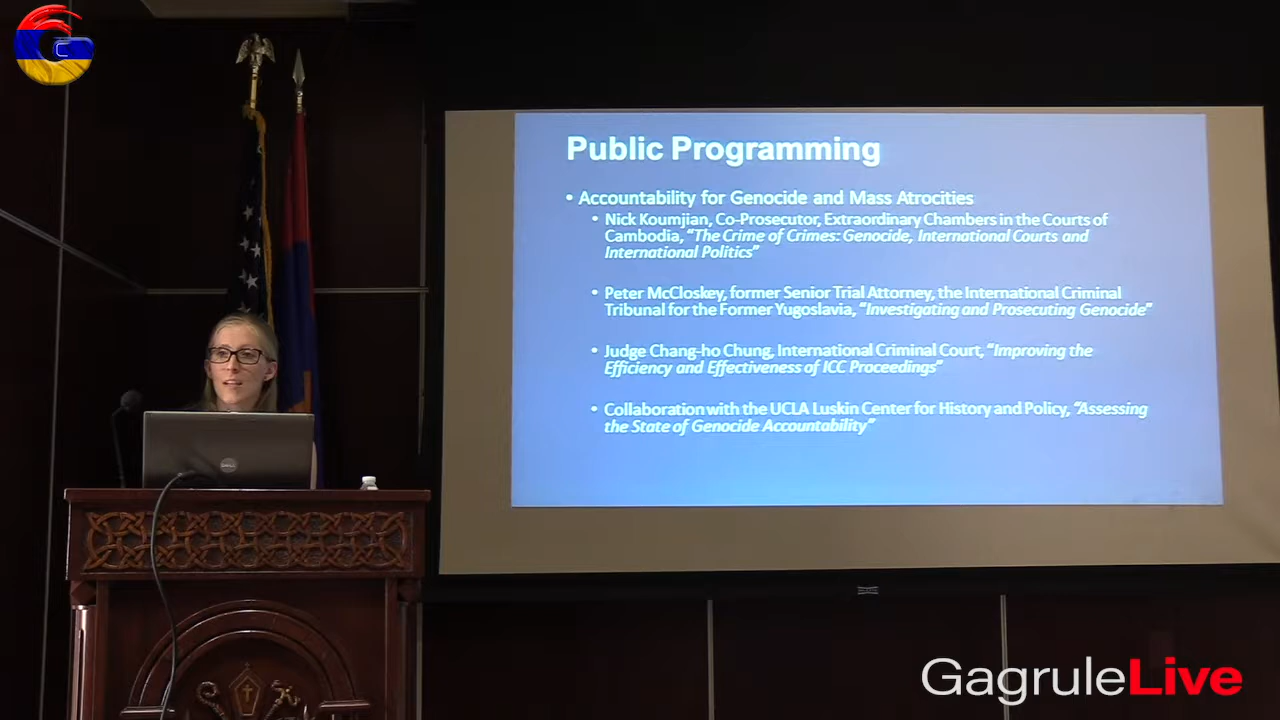 Public Programming
• Accountability for Genocide and Mass Atrocities
• Nick Koumjian, Co-Prosecutor, Extraordinary Chambers in the Courts of
Cambodia, “The Crime of Crimes: Genocide, International Courts and
International Politics”
• Peter McCloskey, former Senior Trial Attorney, the International Criminal
Tribunal for the Former Yugoslavia, “Investigating and Prosecuting Genocide”
• Judge Chang-ho Chung, International Criminal Court, “Improving the
Efficiency and Effectiveness of ICC Proceedings”
• Collaboration with the UCLA Luskin Center for History and Policy, “Assessing
the State of Genocide Accountability”
DELL
GagruleLive